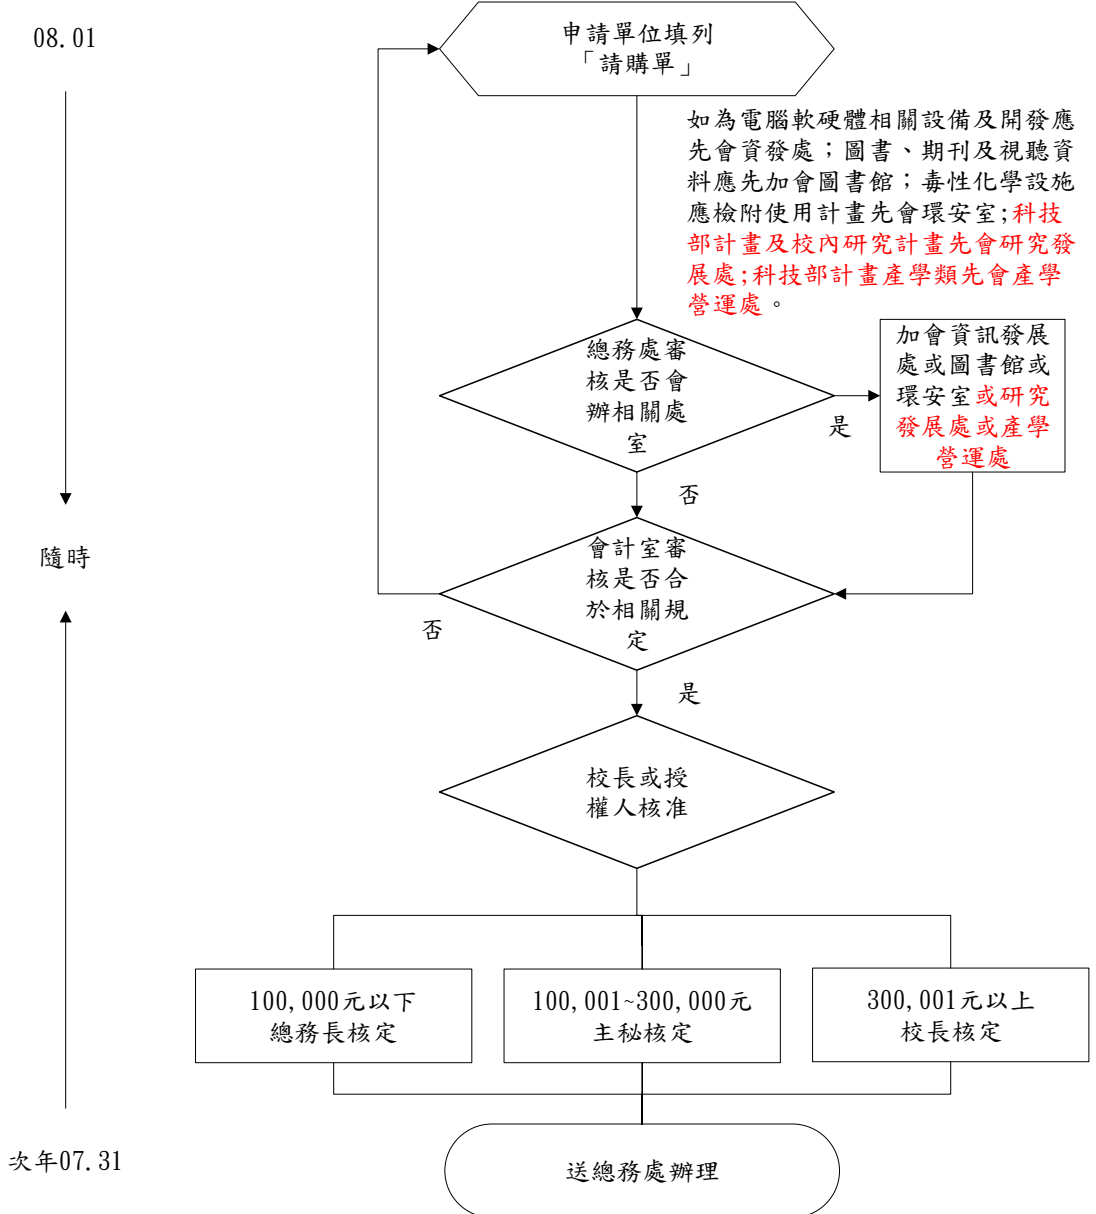 08.01
申請單位填列
「請購單」
如為電腦軟硬體相關設備及開發應
先會資發處；圖書、期刊及視聽資
料應先加會圖書館；毒性化學設施
應檢附使用計畫先會環安室;科技
部計畫及校內研究計畫先會研究發
展處;科技部計畫產學類先會產學
營運處。
總務處審
核是否會
辦相關處
室
是
加會資訊發展
處或圖書館或
環安室或研究
發展處或產學
營運處
否
隨時
會計室審
核是否合
於相關規
定
否
是
校長或授
權人核准
100,000元以下
總務長核定
100,001~300,000元
主秘核定
300,001元以上
校長核定
次年07.31
送總務處辦理